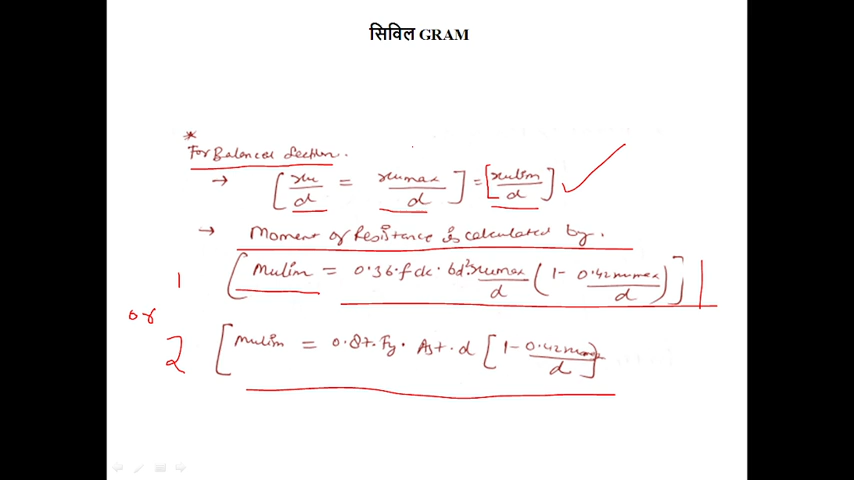 सिविल GRAM
*
For Balanced Section.
→ [ xu/d = xumax/d ] = [ xulim/d ]
→ Moment of Resistance is calculated by.
1 [ Mulim = 0.36.fck.bd² xumax/d ( 1 - 0.42xumax/d ) ]
or
2 [ Mulim = 0.87.Fy. Ast.d [ 1 - 0.42xumax/d ]